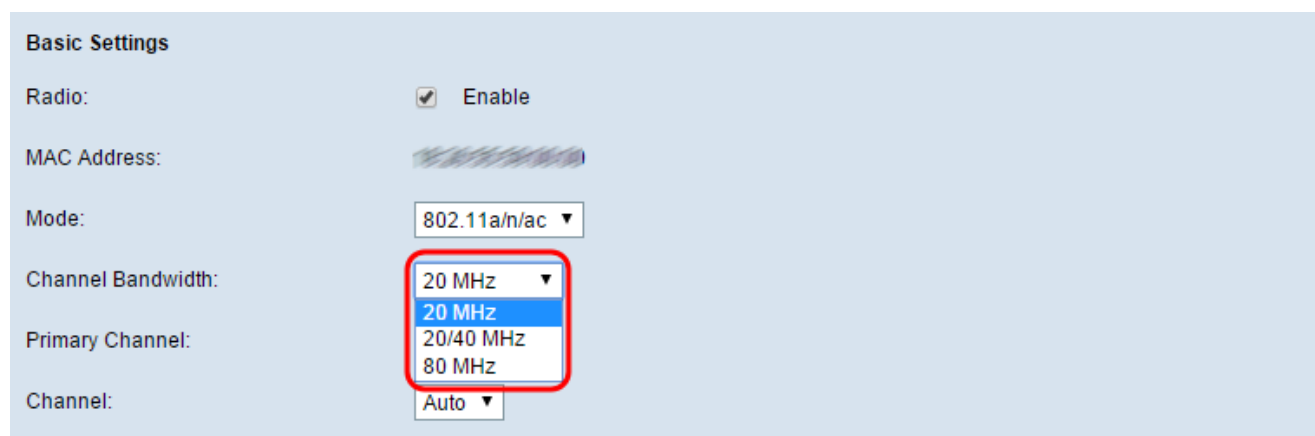 Basic Settings
Radio: Enable
MAC Address:
Mode: 802.11a/n/ac
Channel Bandwidth: 20 MHz
20 MHz
20/40 MHz
Primary Channel:
80 MHz
Channel: Auto